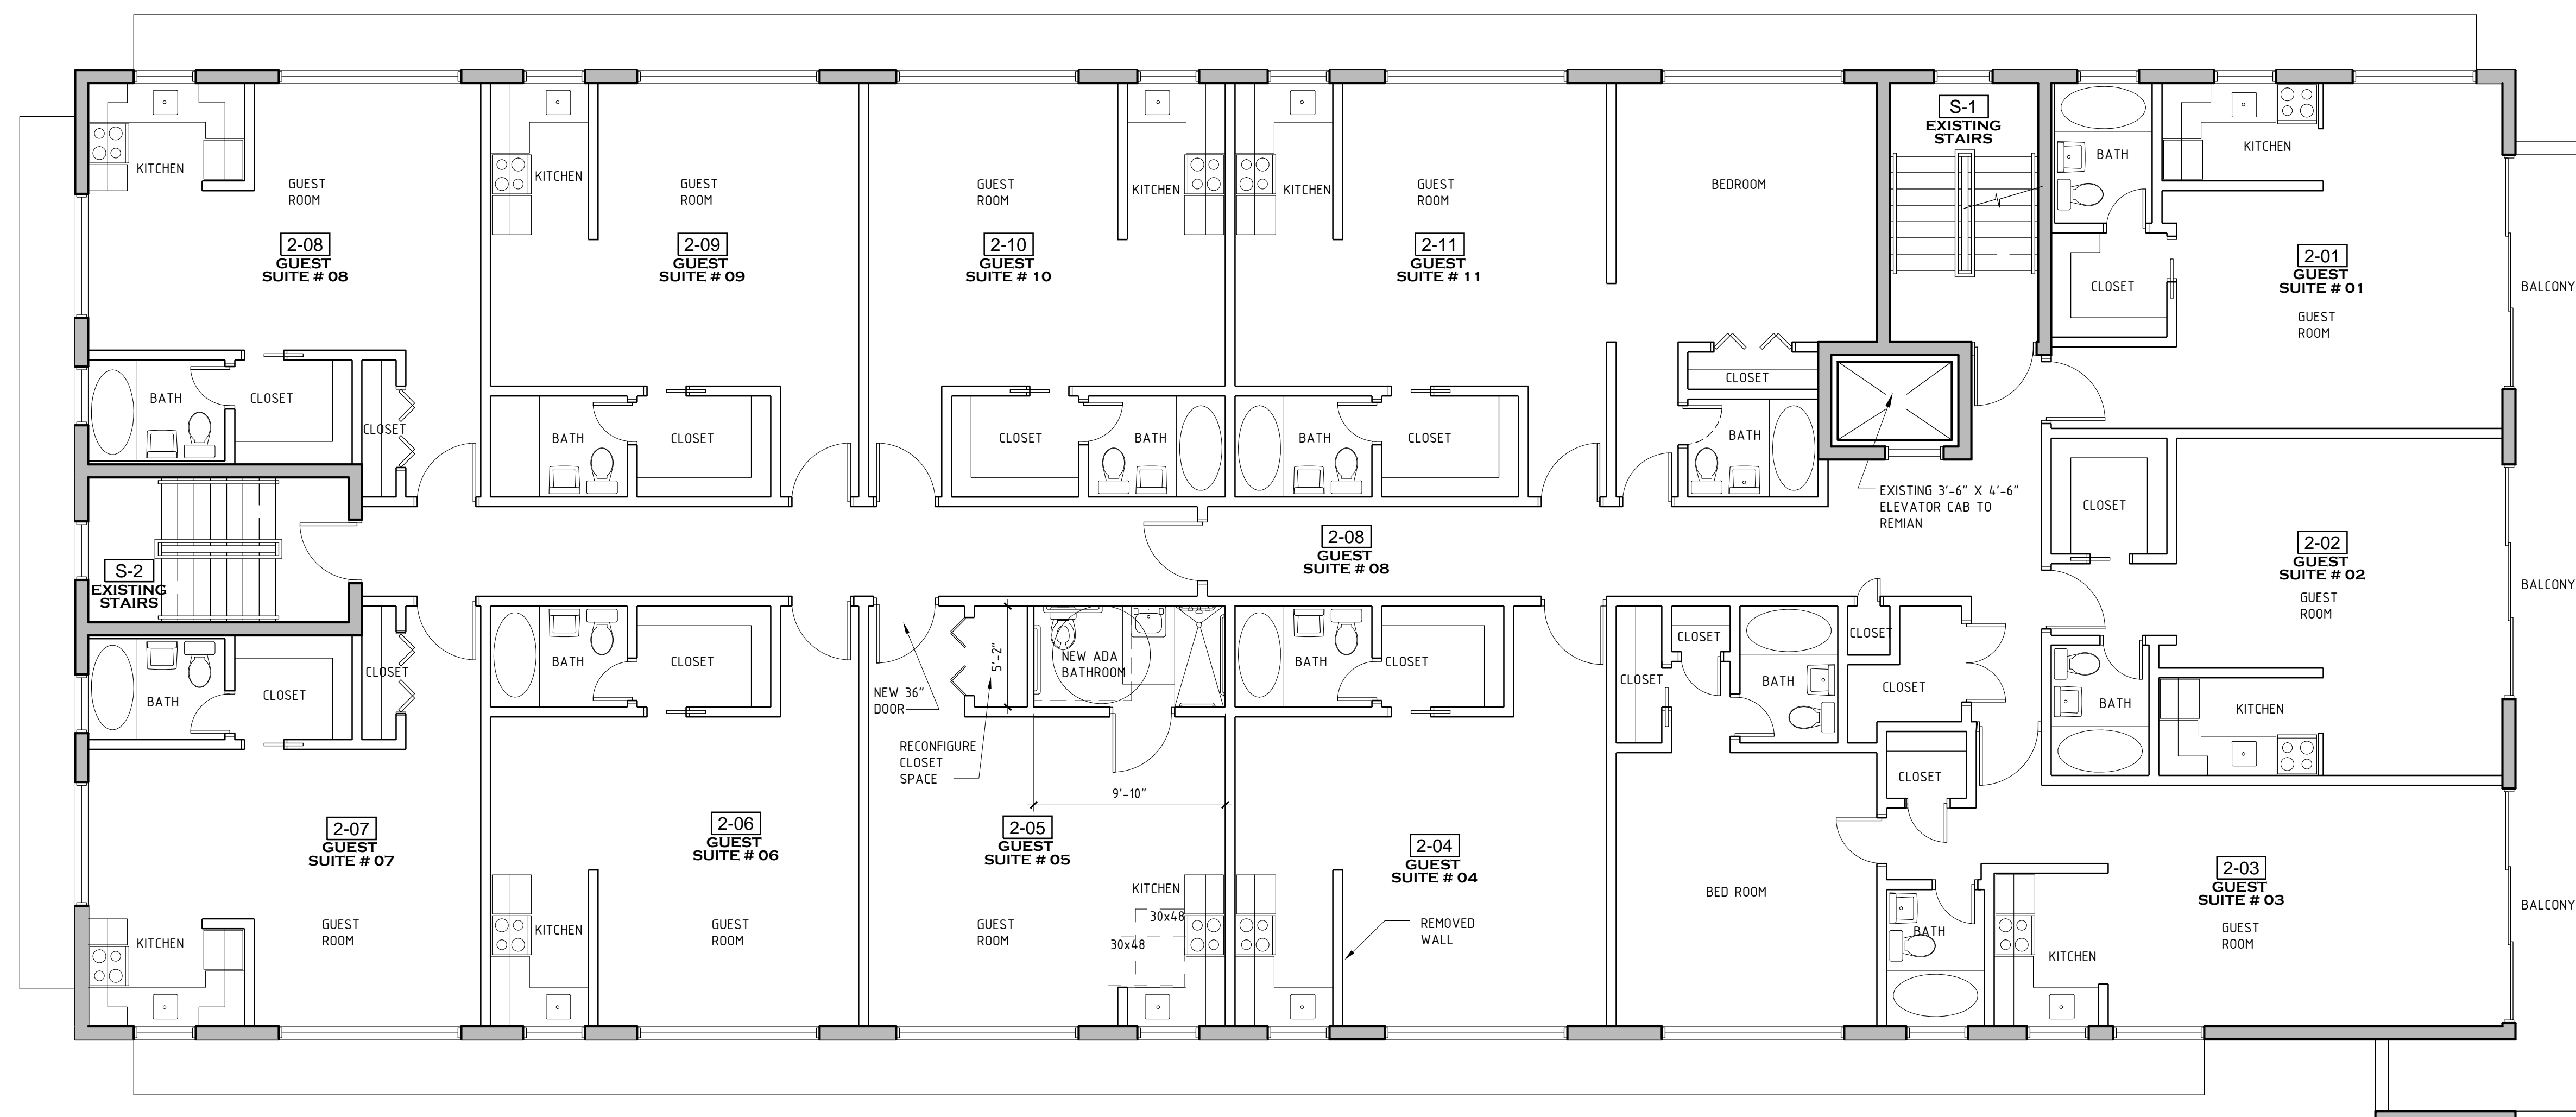 KITCHEN
GUEST
ROOM
2-08
GUEST
SUITE # 08
BATH
CLOSET
CLOSET
KITCHEN
GUEST
ROOM
2-09
GUEST
SUITE # 09
BATH
CLOSET
GUEST
ROOM
KITCHEN
2-10
GUEST
SUITE # 10
CLOSET
BATH
KITCHEN
GUEST
ROOM
2-11
GUEST
SUITE # 11
BATH
CLOSET
BEDROOM
CLOSET
BATH
S-1
EXISTING
STAIRS
EXISTING 3'-6" X 4'-6"
ELEVATOR CAB TO
REMIAN
BATH
KITCHEN
CLOSET
2-01
GUEST
SUITE # 01
GUEST
ROOM
BALCONY
S-2
EXISTING
STAIRS
2-08
GUEST
SUITE # 08
CLOSET
2-02
GUEST
SUITE # 02
GUEST
ROOM
BALCONY
BATH
KITCHEN
BATH
CLOSET
CLOSET
2-07
GUEST
SUITE # 07
KITCHEN
GUEST
ROOM
BATH
CLOSET
2-06
GUEST
SUITE # 06
KITCHEN
GUEST
ROOM
NEW 36"
DOOR
RECONFIGURE
CLOSET
SPACE
5'-2"
NEW ADA
BATHROOM
9'-10"
2-05
GUEST
SUITE # 05
GUEST
ROOM
KITCHEN
30x48
30x48
BATH
CLOSET
2-04
GUEST
SUITE # 04
REMOVED
WALL
CLOSET
CLOSET
BATH
CLOSET
CLOSET
CLOSET
BED ROOM
BATH
KITCHEN
2-03
GUEST
SUITE # 03
GUEST
ROOM
BALCONY